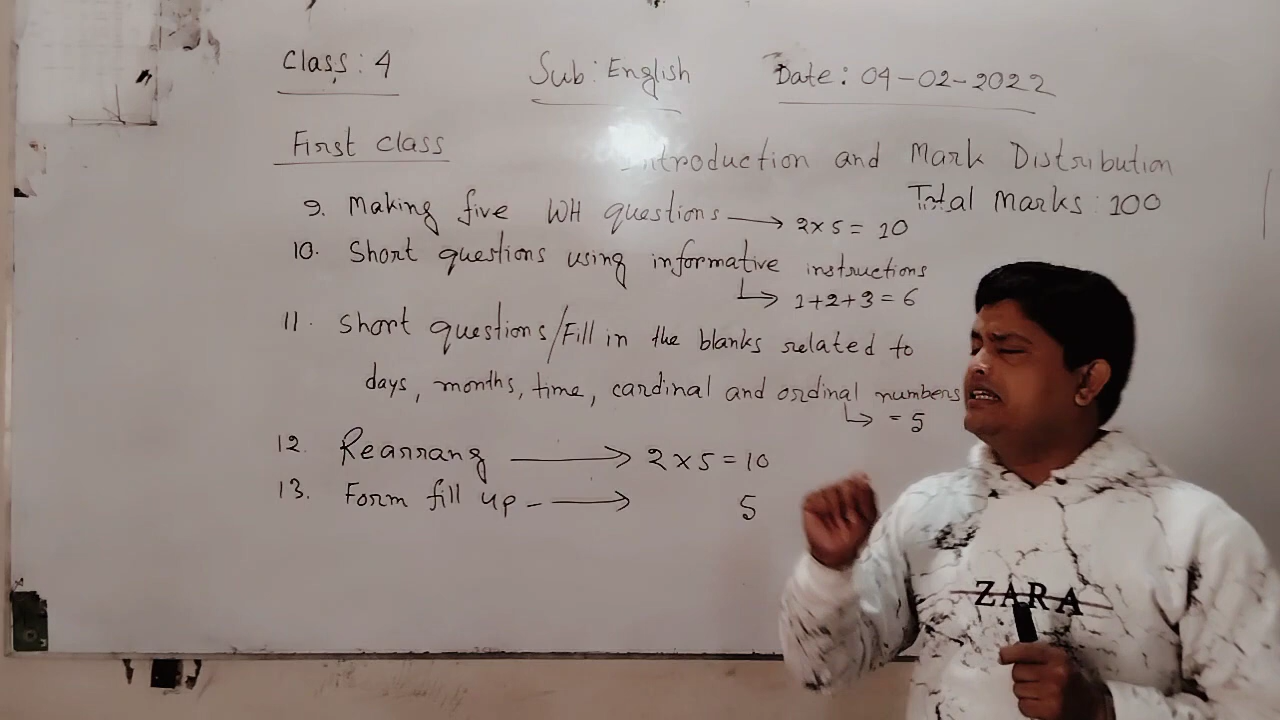 Class: 4
Sub: English
Date: 04-02-2022
First class
Introduction and Mark Distribution
Total Marks: 100
9. Making five WH questions → 2×5 = 10
10. Short questions using informative instructions
↳ 1+2+3 = 6
11. Short questions/Fill in the blanks related to
days, months, time, cardinal and ordinal numbers
↳ = 5
12. Rearrang → 2×5 = 10
13. Form fill up - → 5
ZARA